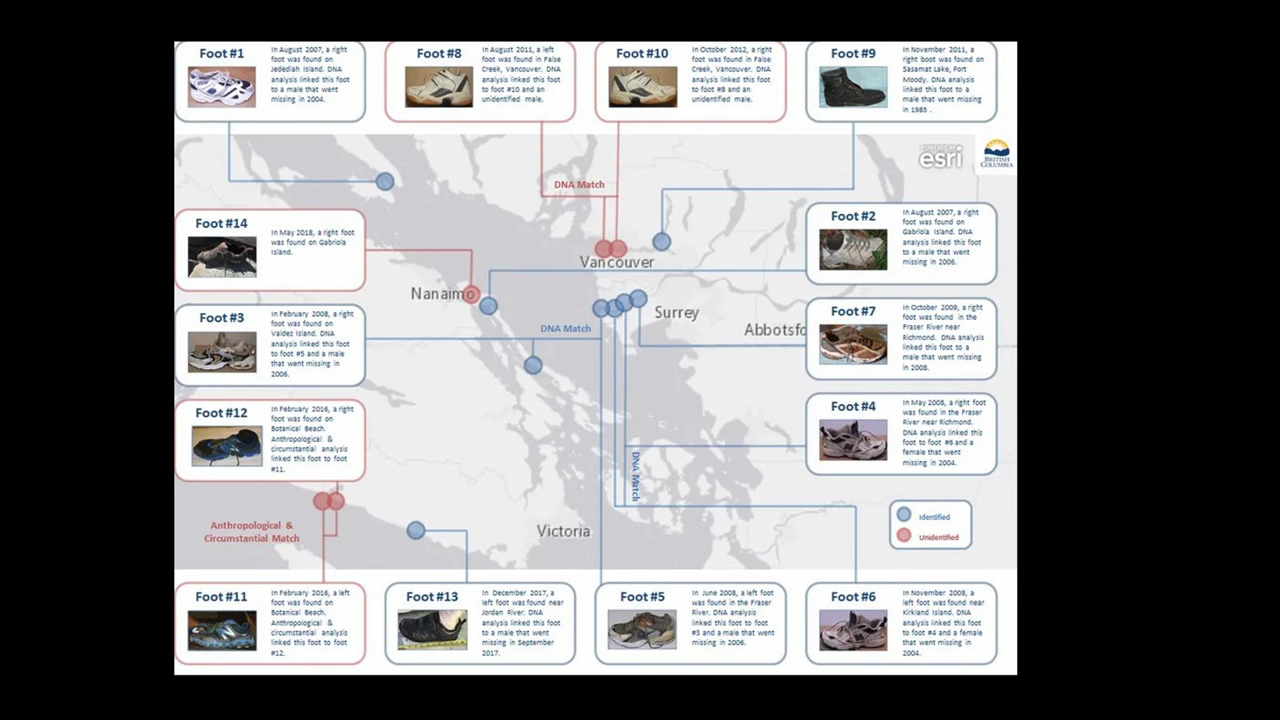 Foot #1
In August 2007, a right
foot was found on
Jedediah Island. DNA
analysis linked this foot
to a male that went
missing in 2004.
Foot #8
In August 2011, a left
foot was found in False
Creek, Vancouver. DNA
analysis linked this foot
to foot #10 and an
unidentified male.
Foot #10
In October 2012, a right
foot was found in False
Creek, Vancouver. DNA
analysis linked this foot
to foot #8 and an
unidentified male.
Foot #9
In November 2011, a
right boot was found on
Sasamat Lake, Port
Moody. DNA analysis
linked this foot to a
male that went missing
in 1985 .
POWERED BY
esri
BRITISH
COLUMBIA
DNA Match
Foot #14
In May 2018, a right foot
was found on Gabriola
Island.
Foot #2
In August 2007, a right
foot was found on
Gabriola Island. DNA
analysis linked this foot
to a male that went
missing in 2006.
Vancouver
Nanaimo
Surrey
Abbotsfo
Foot #3
In February 2008, a right
foot was found on
Valdez Island. DNA
analysis linked this foot
to foot #5 and a male
that went missing in
2006.
DNA Match
Foot #7
In October 2009, a right
foot was found in the
Fraser River near
Richmond. DNA analysis
linked this foot to a
male that went missing
in 2008.
Foot #12
In February 2016, a right
foot was found on
Botanical Beach.
Anthropological &
circumstantial analysis
linked this foot to foot
#11.
Foot #4
In May 2008, a right foot
was found in the Fraser
River near Richmond.
DNA analysis linked this
foot to foot #6 and a
female that went
missing in 2004.
DNA Match
Anthropological &
Circumstantial Match
Victoria
Identified
Unidentified
Foot #11
In February 2016, a left
foot was found on
Botanical Beach.
Anthropological &
circumstantial analysis
linked this foot to foot
#12.
Foot #13
In December 2017, a
left foot was found near
Jordan River. DNA
analysis linked this foot
to a male that went
missing in September
2017.
Foot #5
In June 2008, a left foot
was found in the Fraser
River. DNA analysis
linked this foot to foot
#3 and a male that went
missing in 2006.
Foot #6
In November 2008, a
left foot was found near
Kirkland Island. DNA
analysis linked this foot
to foot #4 and a female
that went missing in
2004.